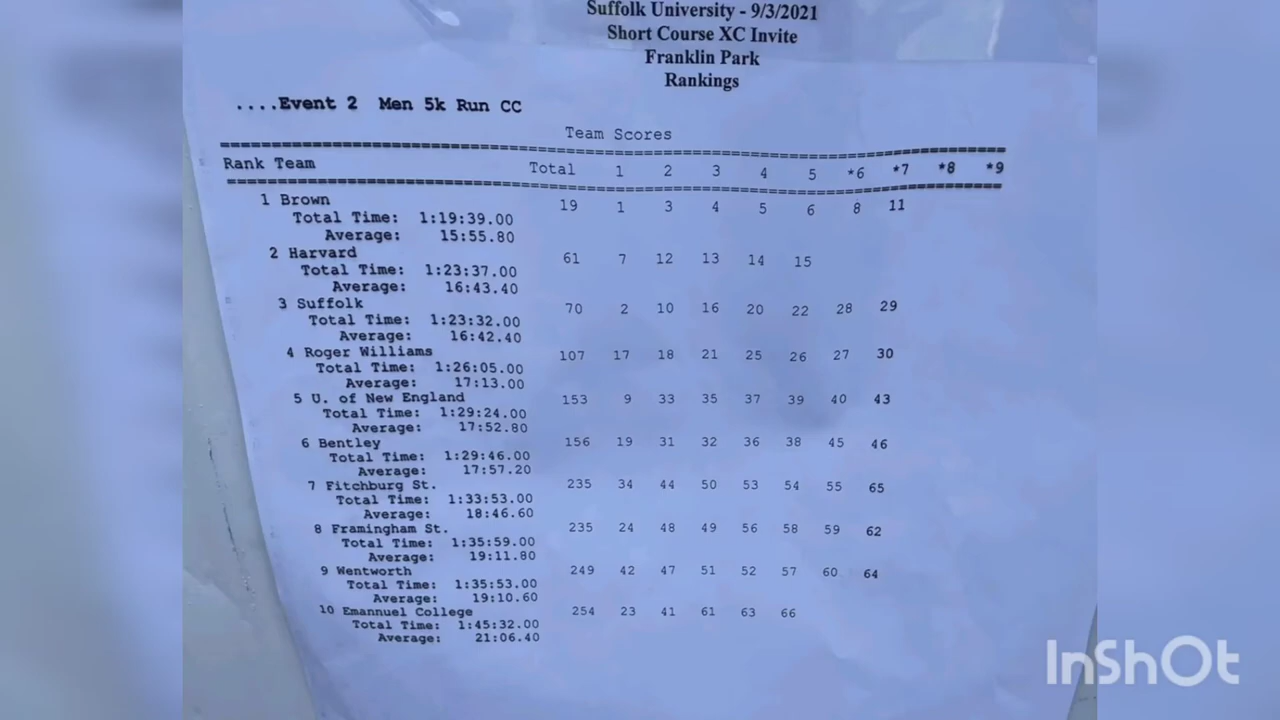 Suffolk University - 9/3/2021
Short Course XC Invite
Franklin Park
Rankings
....Event 2 Men 5k Run CC
Team Scores
Rank Team Total 1 2 3 4 5 *6 *7 *8 *9
1 Brown 19 1 3 4 5 6 8 11
Total Time: 1:19:39.00
Average: 15:55.80
2 Harvard 61 7 12 13 14 15
Total Time: 1:23:37.00
Average: 16:43.40
3 Suffolk 70 2 10 16 20 22 28 29
Total Time: 1:23:32.00
Average: 16:42.40
4 Roger Williams 107 17 18 21 25 26 27 30
Total Time: 1:26:05.00
Average: 17:13.00
5 U. of New England 153 9 33 35 37 39 40 43
Total Time: 1:29:24.00
Average: 17:52.80
6 Bentley 156 19 31 32 36 38 45 46
Total Time: 1:29:46.00
Average: 17:57.20
7 Fitchburg St. 235 34 44 50 53 54 55 65
Total Time: 1:33:53.00
Average: 18:46.60
8 Framingham St. 235 24 48 49 56 58 59 62
Total Time: 1:35:59.00
Average: 19:11.80
9 Wentworth 249 42 47 51 52 57 60 64
Total Time: 1:35:53.00
Average: 19:10.60
10 Emannuel College 254 23 41 61 63 66
Total Time: 1:45:32.00
Average: 21:06.40
InShOt